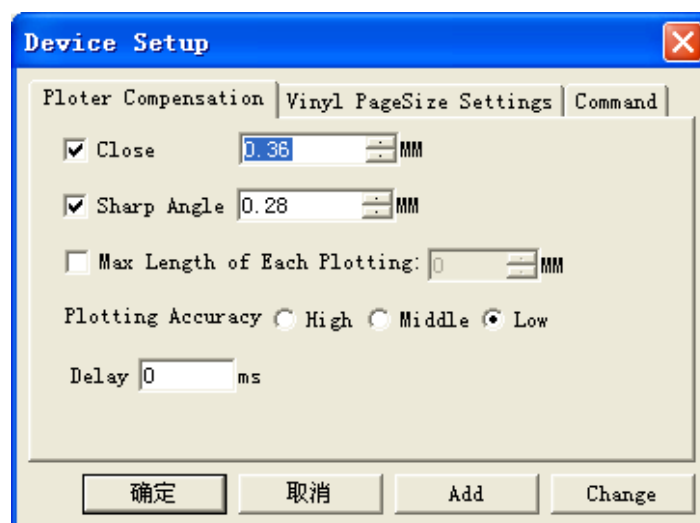 Device Setup
Ploter Compensation Vinyl PageSize Settings Command
Close 0.36 MM
Sharp Angle 0.28 MM
Max Length of Each Plotting: 0 MM
Plotting Accuracy High Middle Low
Delay 0 ms
确定 取消 Add Change